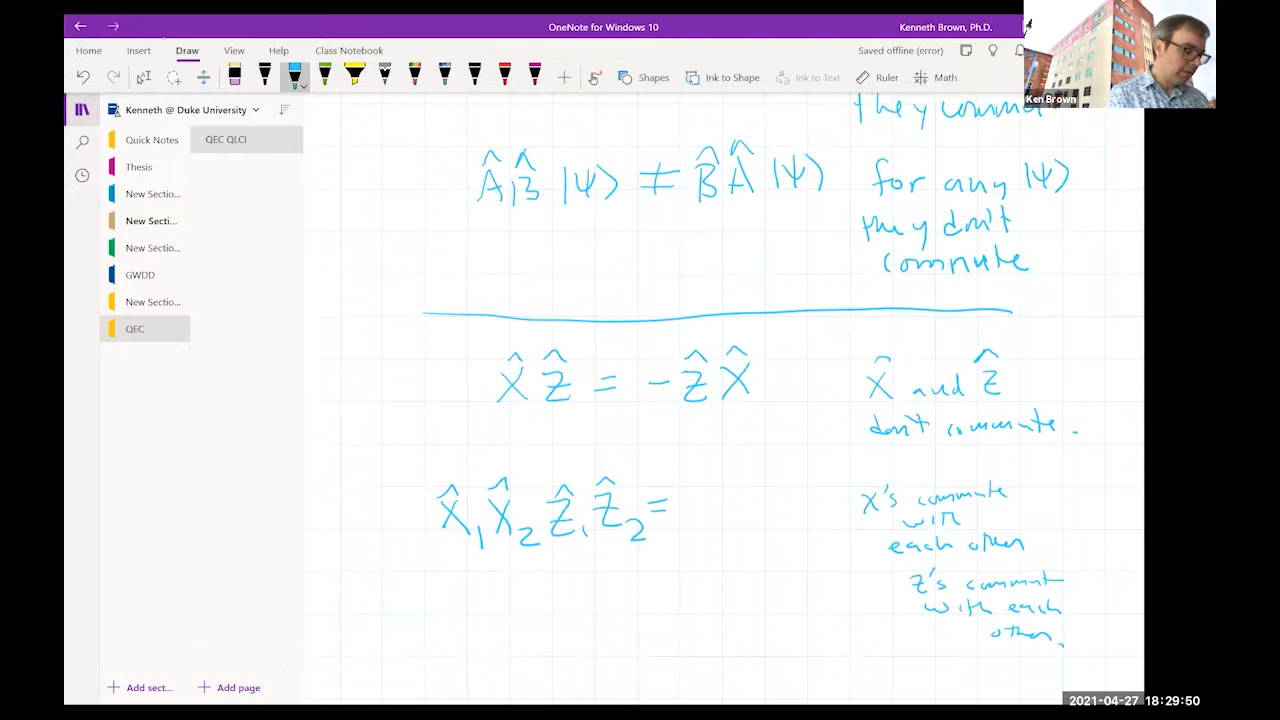 OneNote for Windows 10
Kenneth Brown, Ph.D.
Home Insert Draw View Help Class Notebook
Saved offline (error)
Shapes Ink to Shape Ink to Text Ruler Math
Ken Brown
Kenneth @ Duke University
QEC QLCI
Quick Notes
Thesis
New Section...
New Secti...
New Sectio...
GWDD
New Sectio...
QEC
they commu
ÂB̂|Ψ⟩ ≠ B̂Â|Ψ⟩ for any |Ψ⟩
they don't
commute
X̂Ẑ = -ẐX̂
X̂ and Ẑ
don't commute.
X̂₁X̂₂Ẑ₁Ẑ₂=
X's commute
with
each other
Z's commut
with each
other.
Add sect... Add page
2021-04-27 18:29:50